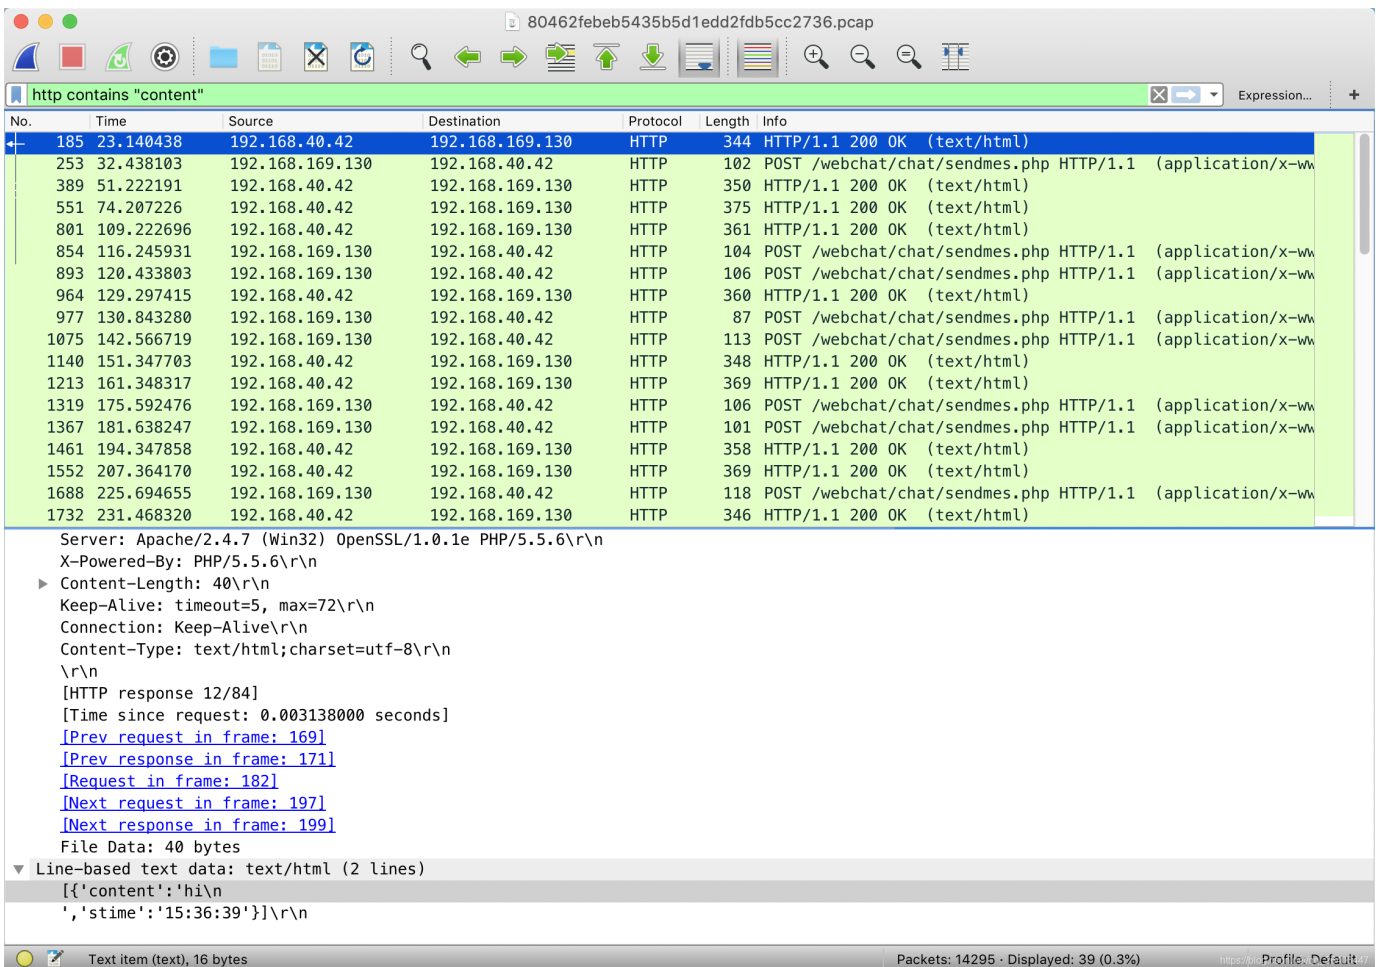 80462febeb5435b5d1edd2fdb5cc2736.pcap
http contains "content" Expression... +
No. Time Source Destination Protocol Length Info
185 23.140438 192.168.40.42 192.168.169.130 HTTP 344 HTTP/1.1 200 OK (text/html)
253 32.438103 192.168.169.130 192.168.40.42 HTTP 102 POST /webchat/chat/sendmes.php HTTP/1.1 (application/x-ww
389 51.222191 192.168.40.42 192.168.169.130 HTTP 350 HTTP/1.1 200 OK (text/html)
551 74.207226 192.168.40.42 192.168.169.130 HTTP 375 HTTP/1.1 200 OK (text/html)
801 109.222696 192.168.40.42 192.168.169.130 HTTP 361 HTTP/1.1 200 OK (text/html)
854 116.245931 192.168.169.130 192.168.40.42 HTTP 104 POST /webchat/chat/sendmes.php HTTP/1.1 (application/x-ww
893 120.433803 192.168.169.130 192.168.40.42 HTTP 106 POST /webchat/chat/sendmes.php HTTP/1.1 (application/x-ww
964 129.297415 192.168.40.42 192.168.169.130 HTTP 360 HTTP/1.1 200 OK (text/html)
977 130.843280 192.168.169.130 192.168.40.42 HTTP 87 POST /webchat/chat/sendmes.php HTTP/1.1 (application/x-ww
1075 142.566719 192.168.169.130 192.168.40.42 HTTP 113 POST /webchat/chat/sendmes.php HTTP/1.1 (application/x-ww
1140 151.347703 192.168.40.42 192.168.169.130 HTTP 348 HTTP/1.1 200 OK (text/html)
1213 161.348317 192.168.40.42 192.168.169.130 HTTP 369 HTTP/1.1 200 OK (text/html)
1319 175.592476 192.168.169.130 192.168.40.42 HTTP 106 POST /webchat/chat/sendmes.php HTTP/1.1 (application/x-ww
1367 181.638247 192.168.169.130 192.168.40.42 HTTP 101 POST /webchat/chat/sendmes.php HTTP/1.1 (application/x-ww
1461 194.347858 192.168.40.42 192.168.169.130 HTTP 358 HTTP/1.1 200 OK (text/html)
1552 207.364170 192.168.40.42 192.168.169.130 HTTP 369 HTTP/1.1 200 OK (text/html)
1688 225.694655 192.168.169.130 192.168.40.42 HTTP 118 POST /webchat/chat/sendmes.php HTTP/1.1 (application/x-ww
1732 231.468320 192.168.40.42 192.168.169.130 HTTP 346 HTTP/1.1 200 OK (text/html)
Server: Apache/2.4.7 (Win32) OpenSSL/1.0.1e PHP/5.5.6\r\n
X-Powered-By: PHP/5.5.6\r\n
Content-Length: 40\r\n
Keep-Alive: timeout=5, max=72\r\n
Connection: Keep-Alive\r\n
Content-Type: text/html;charset=utf-8\r\n
\r\n
[HTTP response 12/84]
[Time since request: 0.003138000 seconds]
[Prev request in frame: 169]
[Prev response in frame: 171]
[Request in frame: 182]
[Next request in frame: 197]
[Next response in frame: 199]
File Data: 40 bytes
Line-based text data: text/html (2 lines)
[{'content':'hi\n
','stime':'15:36:39'}]\r\n
Text item (text), 16 bytes Packets: 14295 · Displayed: 39 (0.3%) Profile: Default